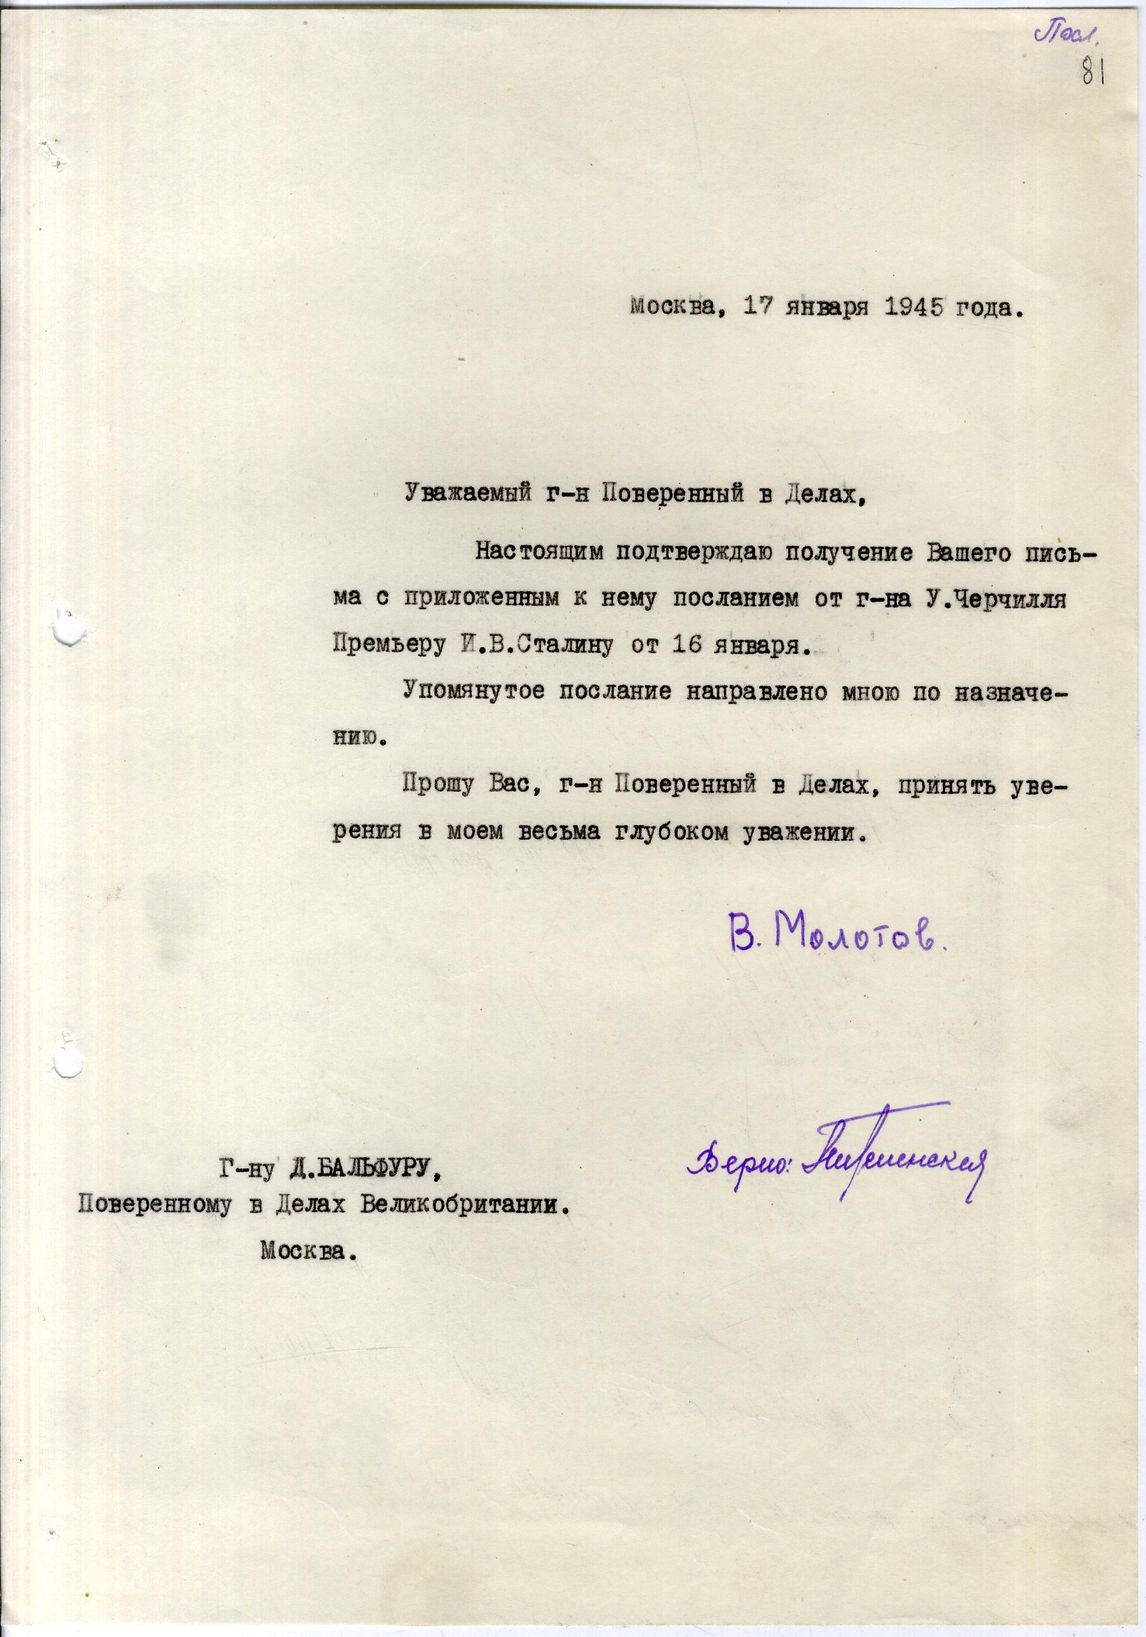 Посл.
81
Москва, 17 января 1945 года.
Уважаемый г-н Поверенный в Делах,
Настоящим подтверждаю получение Вашего пись-
ма с приложенным к нему посланием от г-на У.Черчилля
Премьеру И.В.Сталину от 16 января.
Упомянутое послание направлено мною по назначе-
нию.
Прошу Вас, г-н Поверенный в Делах, принять уве-
рения в моем весьма глубоком уважении.
В. Молотов.
Верно:
Г-ну Д.БАЛЬФУРУ,
Поверенному в Делах Великобритании.
Москва.